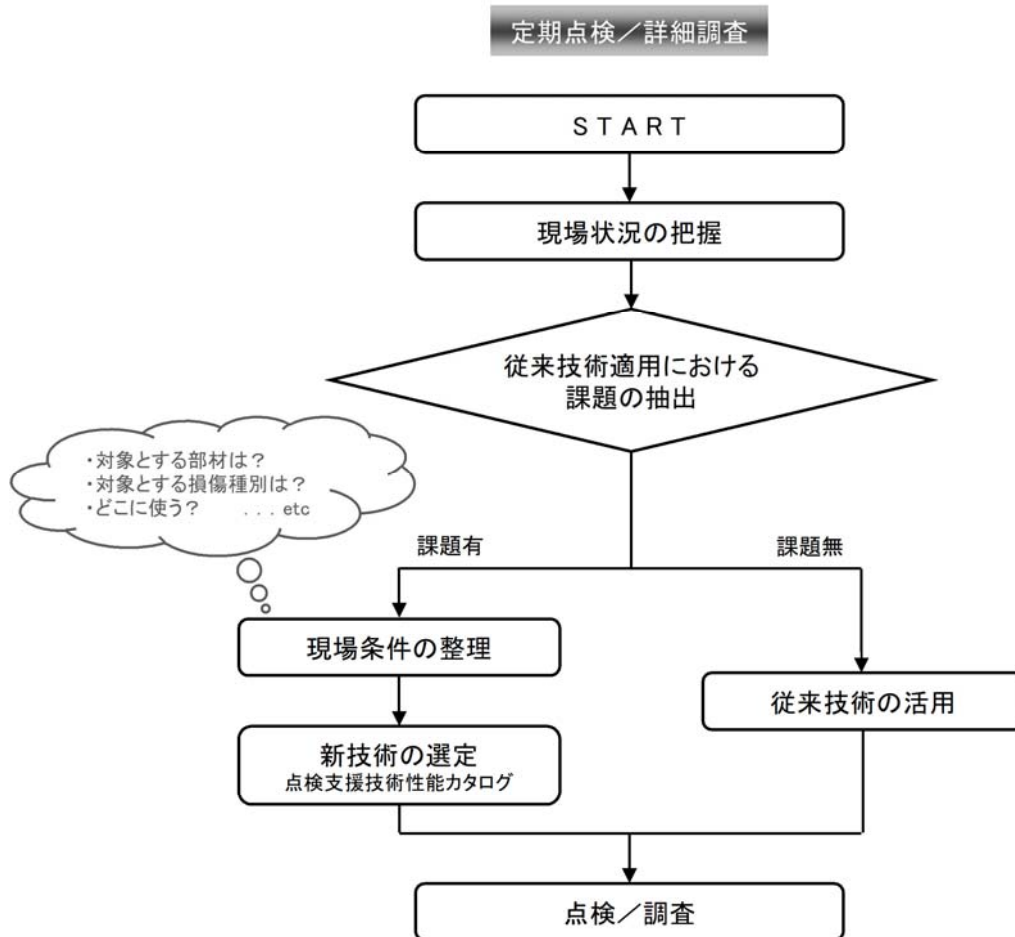 定期点検／詳細調査
ＳＴＡＲＴ
現場状況の把握
従来技術適用における
課題の抽出
・対象とする部材は？
・対象とする損傷種別は？
・どこに使う？　　．．．etc
課題有
課題無
現場条件の整理
従来技術の活用
新技術の選定
点検支援技術性能カタログ
点検／調査